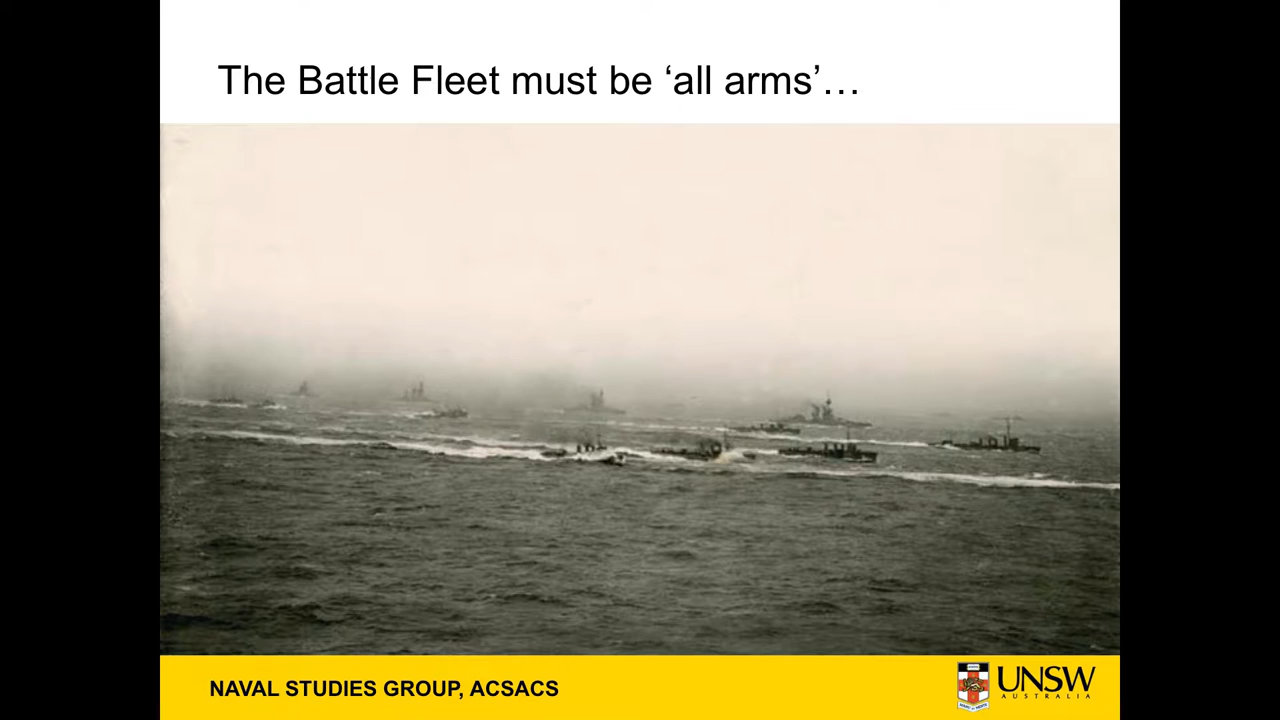 The Battle Fleet must be ‘all arms’…
NAVAL STUDIES GROUP, ACSACS
UNSW
AUSTRALIA